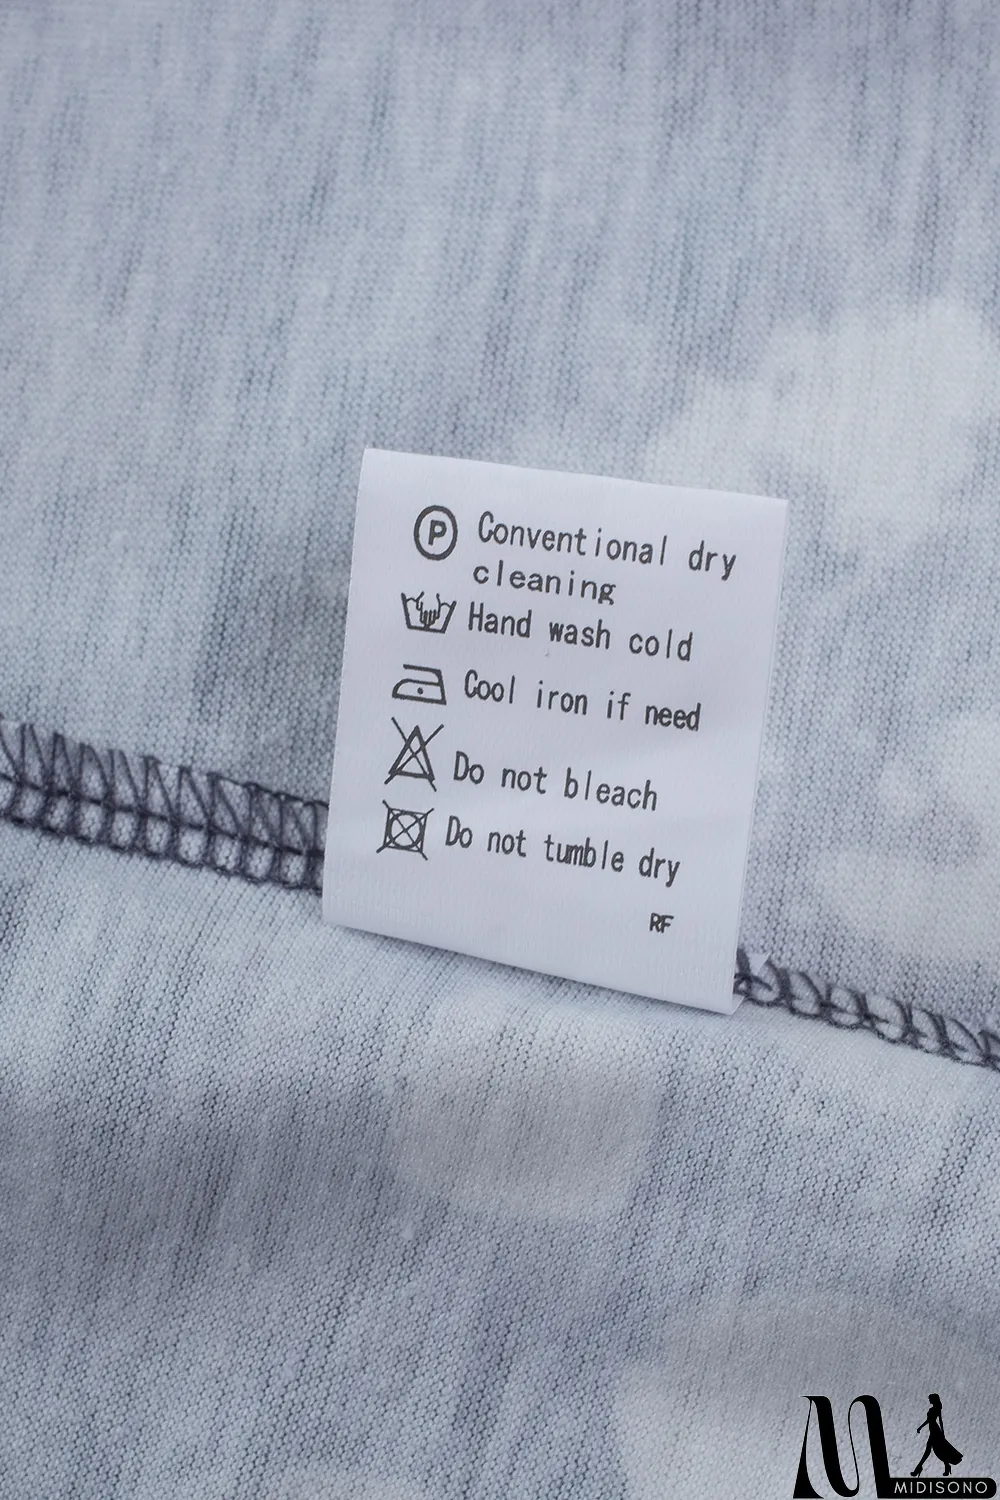 P Conventional dry
cleaning
Hand wash cold
Cool iron if need
Do not bleach
Do not tumble dry
RF
M
MIDISONO